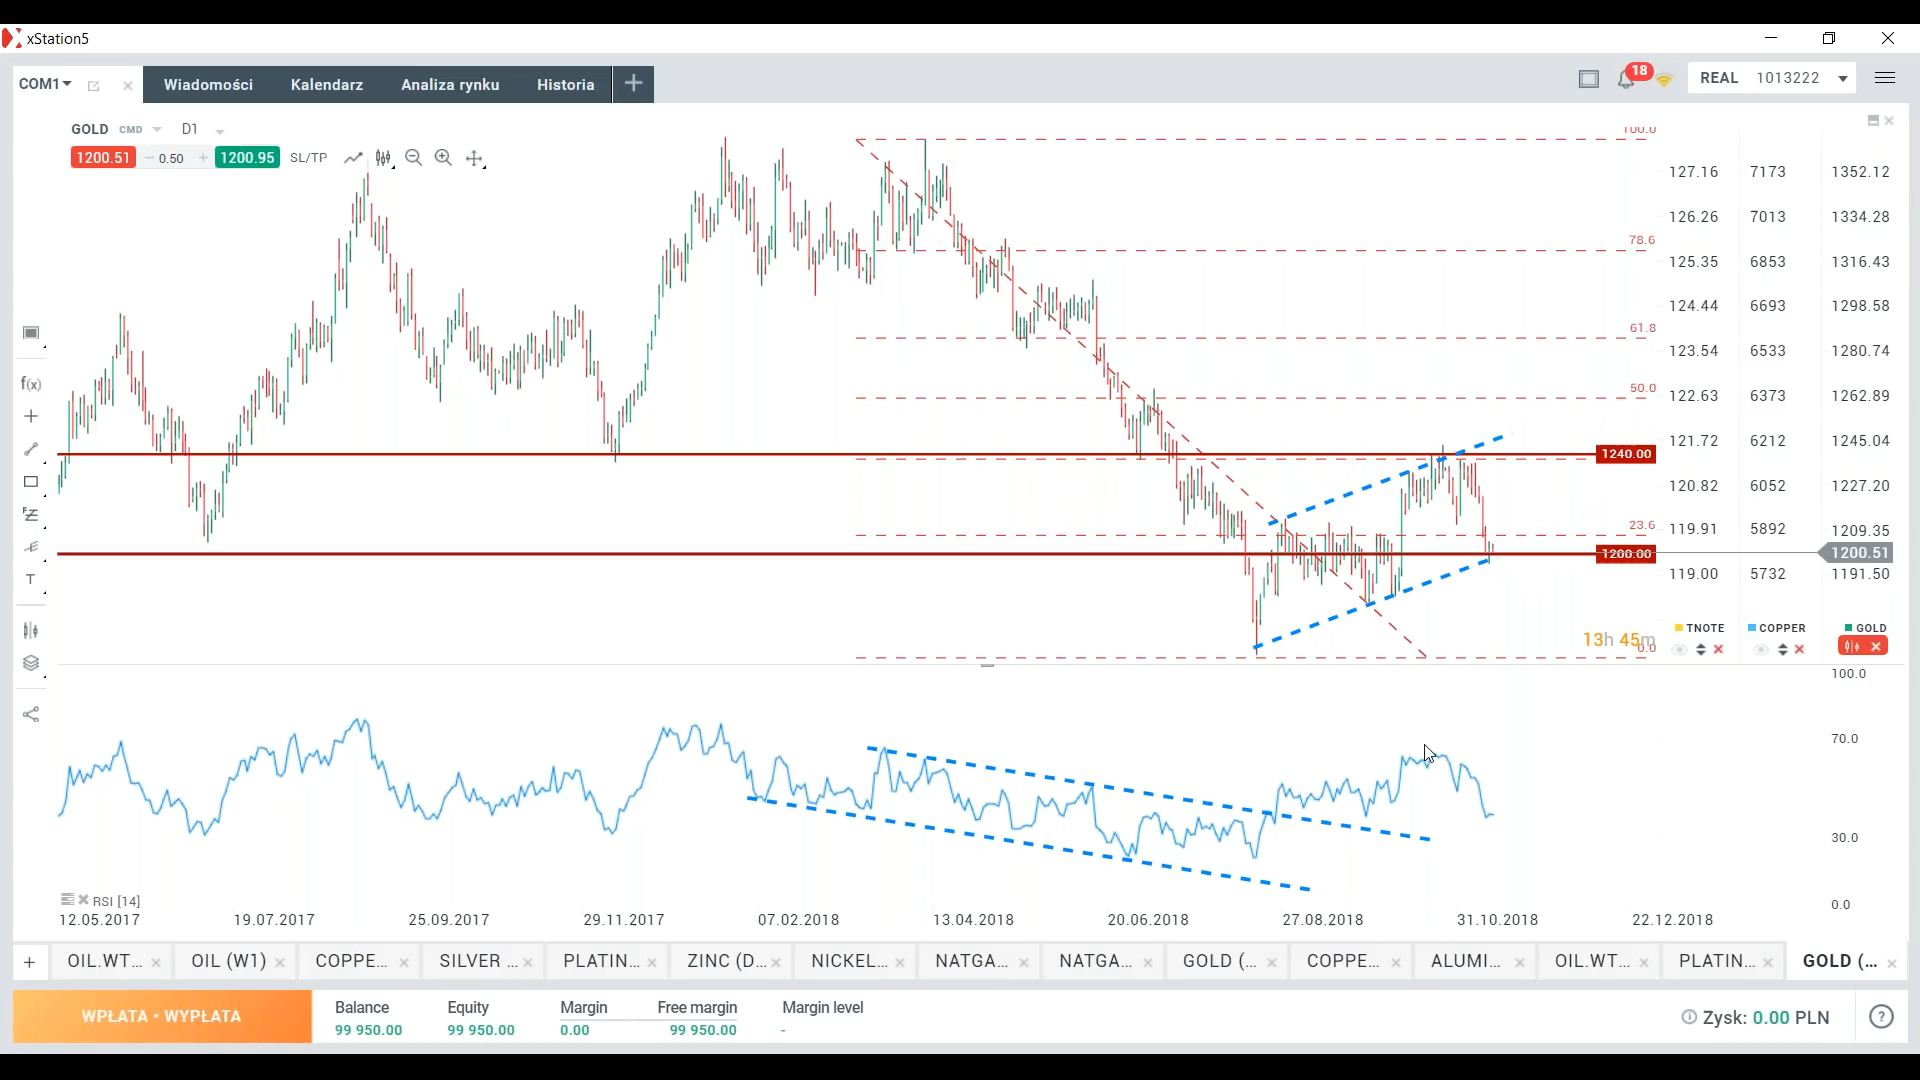 xStation5
COM1
Wiadomości
Kalendarz
Analiza rynku
Historia
18
REAL 1013222
GOLD CMD D1
1200.51 0.50 1200.95 SL/TP
100.0
78.6
61.8
50.0
23.6
0.0
1240.00
1200.00
127.16 7173 1352.12
126.26 7013 1334.28
125.35 6853 1316.43
124.44 6693 1298.58
123.54 6533 1280.74
122.63 6373 1262.89
121.72 6212 1245.04
120.82 6052 1227.20
119.91 5892 1209.35
1200.51
119.00 5732 1191.50
f(x)
T
13h 45m
TNOTE COPPER GOLD
100.0
70.0
30.0
0.0
RSI [14]
12.05.2017 19.07.2017 25.09.2017 29.11.2017 07.02.2018 13.04.2018 20.06.2018 27.08.2018 31.10.2018 22.12.2018
+ OIL.WT... OIL (W1) COPPE... SILVER ... PLATIN... ZINC (D... NICKEL... NATGA... NATGA... GOLD (... COPPE... ALUMI... OIL.WT... PLATIN... GOLD (...
WPŁATA • WYPŁATA
Balance Equity Margin Free margin Margin level
99 950.00 99 950.00 0.00 99 950.00 -
Zysk: 0.00 PLN
?